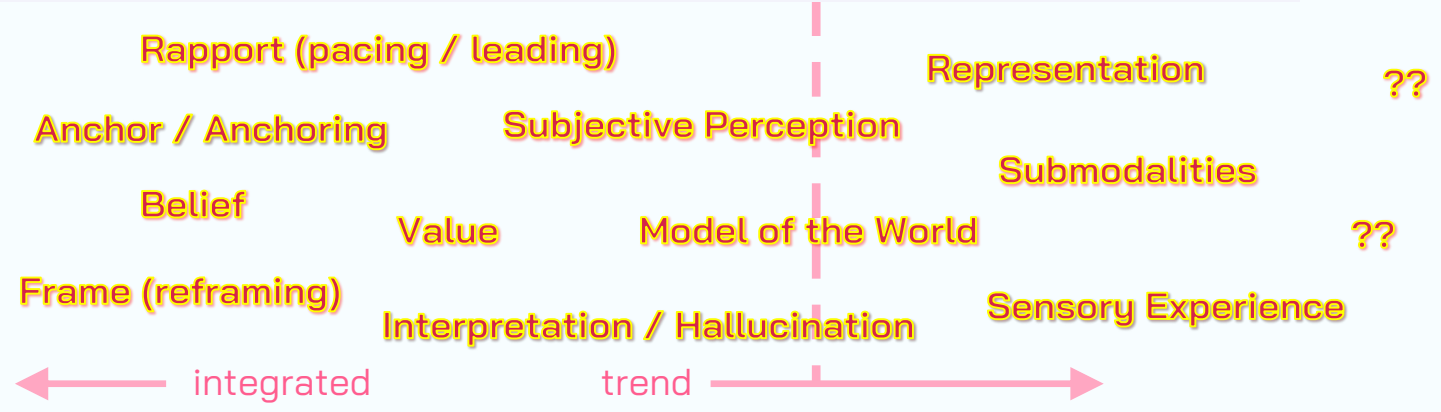 Rapport (pacing / leading)
Representation
??
Anchor / Anchoring
Subjective Perception
Submodalities
Belief
Value
Model of the World
??
Frame (reframing)
Interpretation / Hallucination
Sensory Experience
integrated
trend